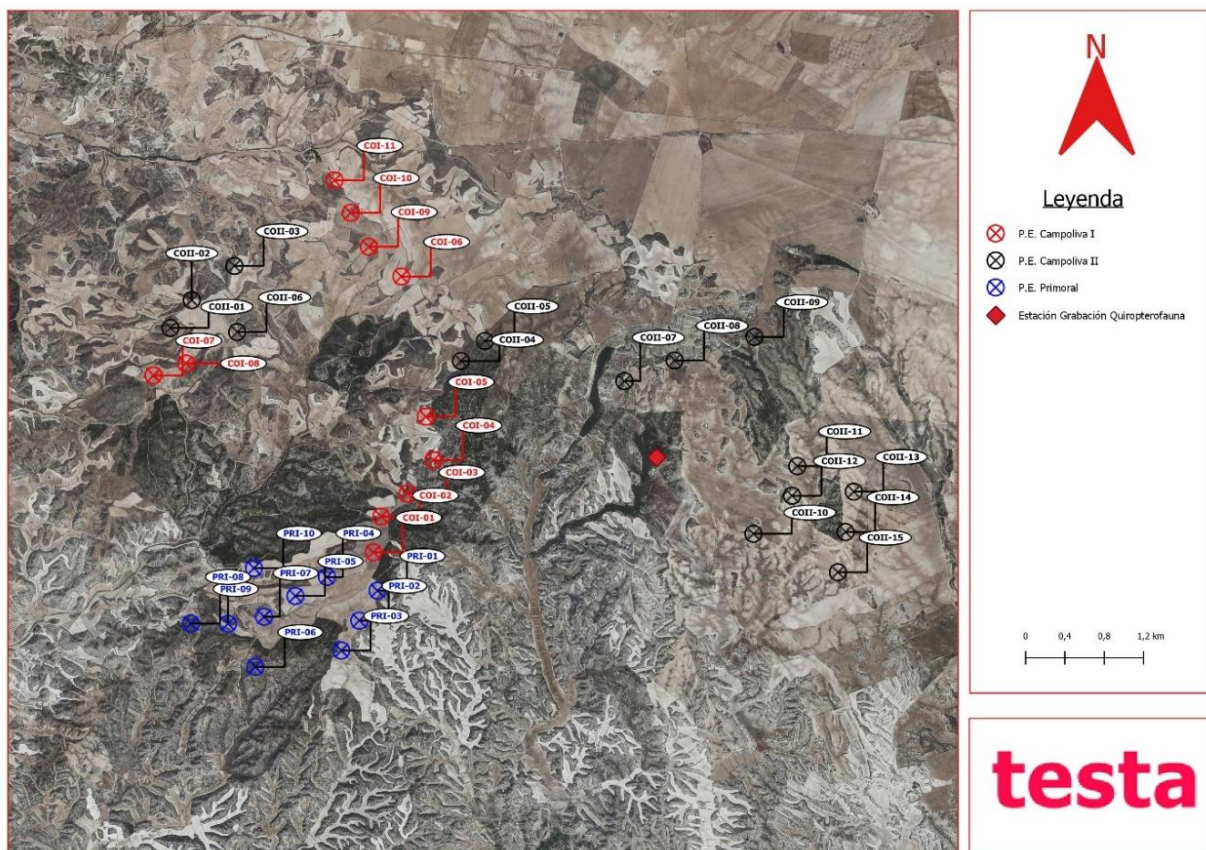 COI-11
COI-10
COI-09
COII-03
COI-06
COII-02
COII-06
COII-01
COII-05
COII-09
COI-07
COII-04
COII-08
COI-08
COII-07
COI-05
COI-04
COII-11
COII-13
COII-12
COI-03
COI-02
COII-14
COII-10
COI-01
PRI-10
PRI-04
COII-15
PRI-01
PRI-05
PRI-07
PRI-08
PRI-02
PRI-09
PRI-03
PRI-06
N
Leyenda
P.E. Campoliva I
P.E. Campoliva II
P.E. Primoral
Estación Grabación Quiropterofauna
0 0,4 0,8 1,2 km
testa